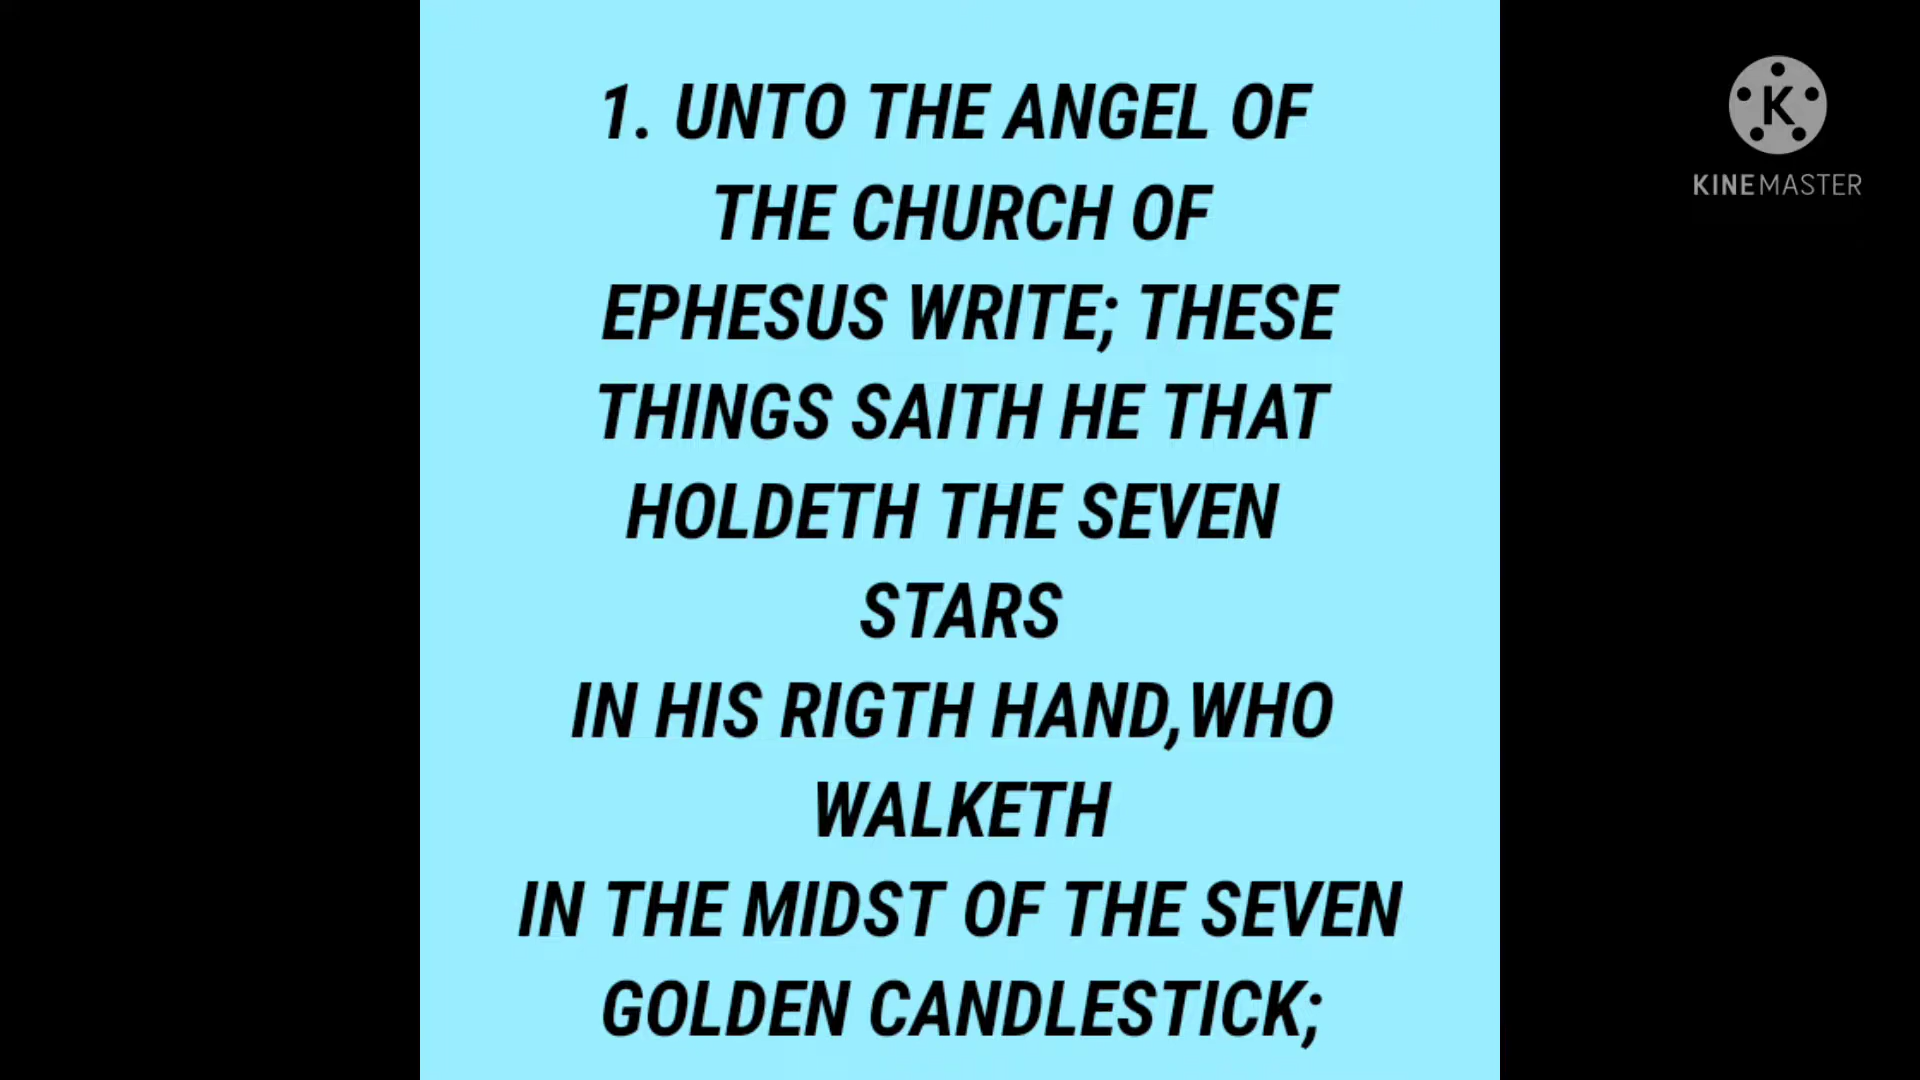 1. UNTO THE ANGEL OF
THE CHURCH OF
EPHESUS WRITE; THESE
THINGS SAITH HE THAT
HOLDETH THE SEVEN
STARS
IN HIS RIGTH HAND,WHO
WALKETH
IN THE MIDST OF THE SEVEN
GOLDEN CANDLESTICK;
K
KINEMASTER